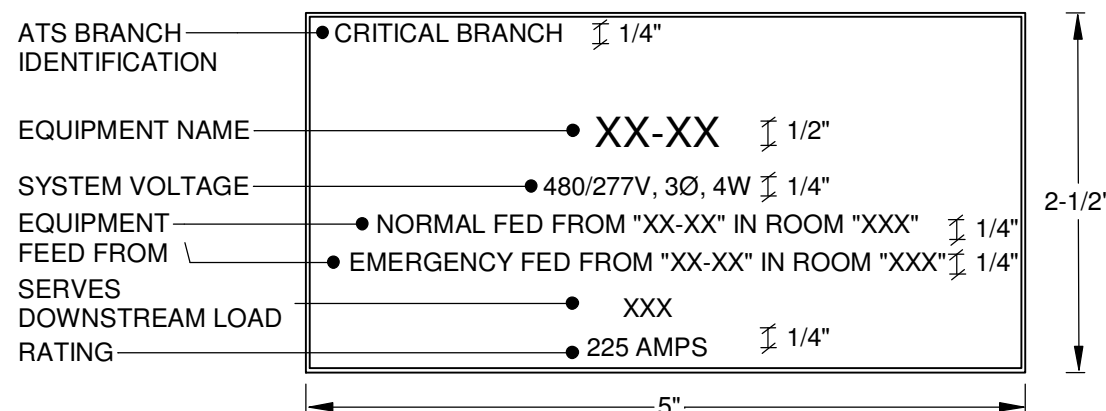 ATS BRANCH
IDENTIFICATION
CRITICAL BRANCH 1/4"
EQUIPMENT NAME
XX-XX 1/2"
SYSTEM VOLTAGE
480/277V, 3Ø, 4W 1/4"
2-1/2'
EQUIPMENT
FEED FROM
NORMAL FED FROM "XX-XX" IN ROOM "XXX" 1/4"
EMERGENCY FED FROM "XX-XX" IN ROOM "XXX" 1/4"
SERVES
DOWNSTREAM LOAD
XXX
RATING
225 AMPS 1/4"
5"